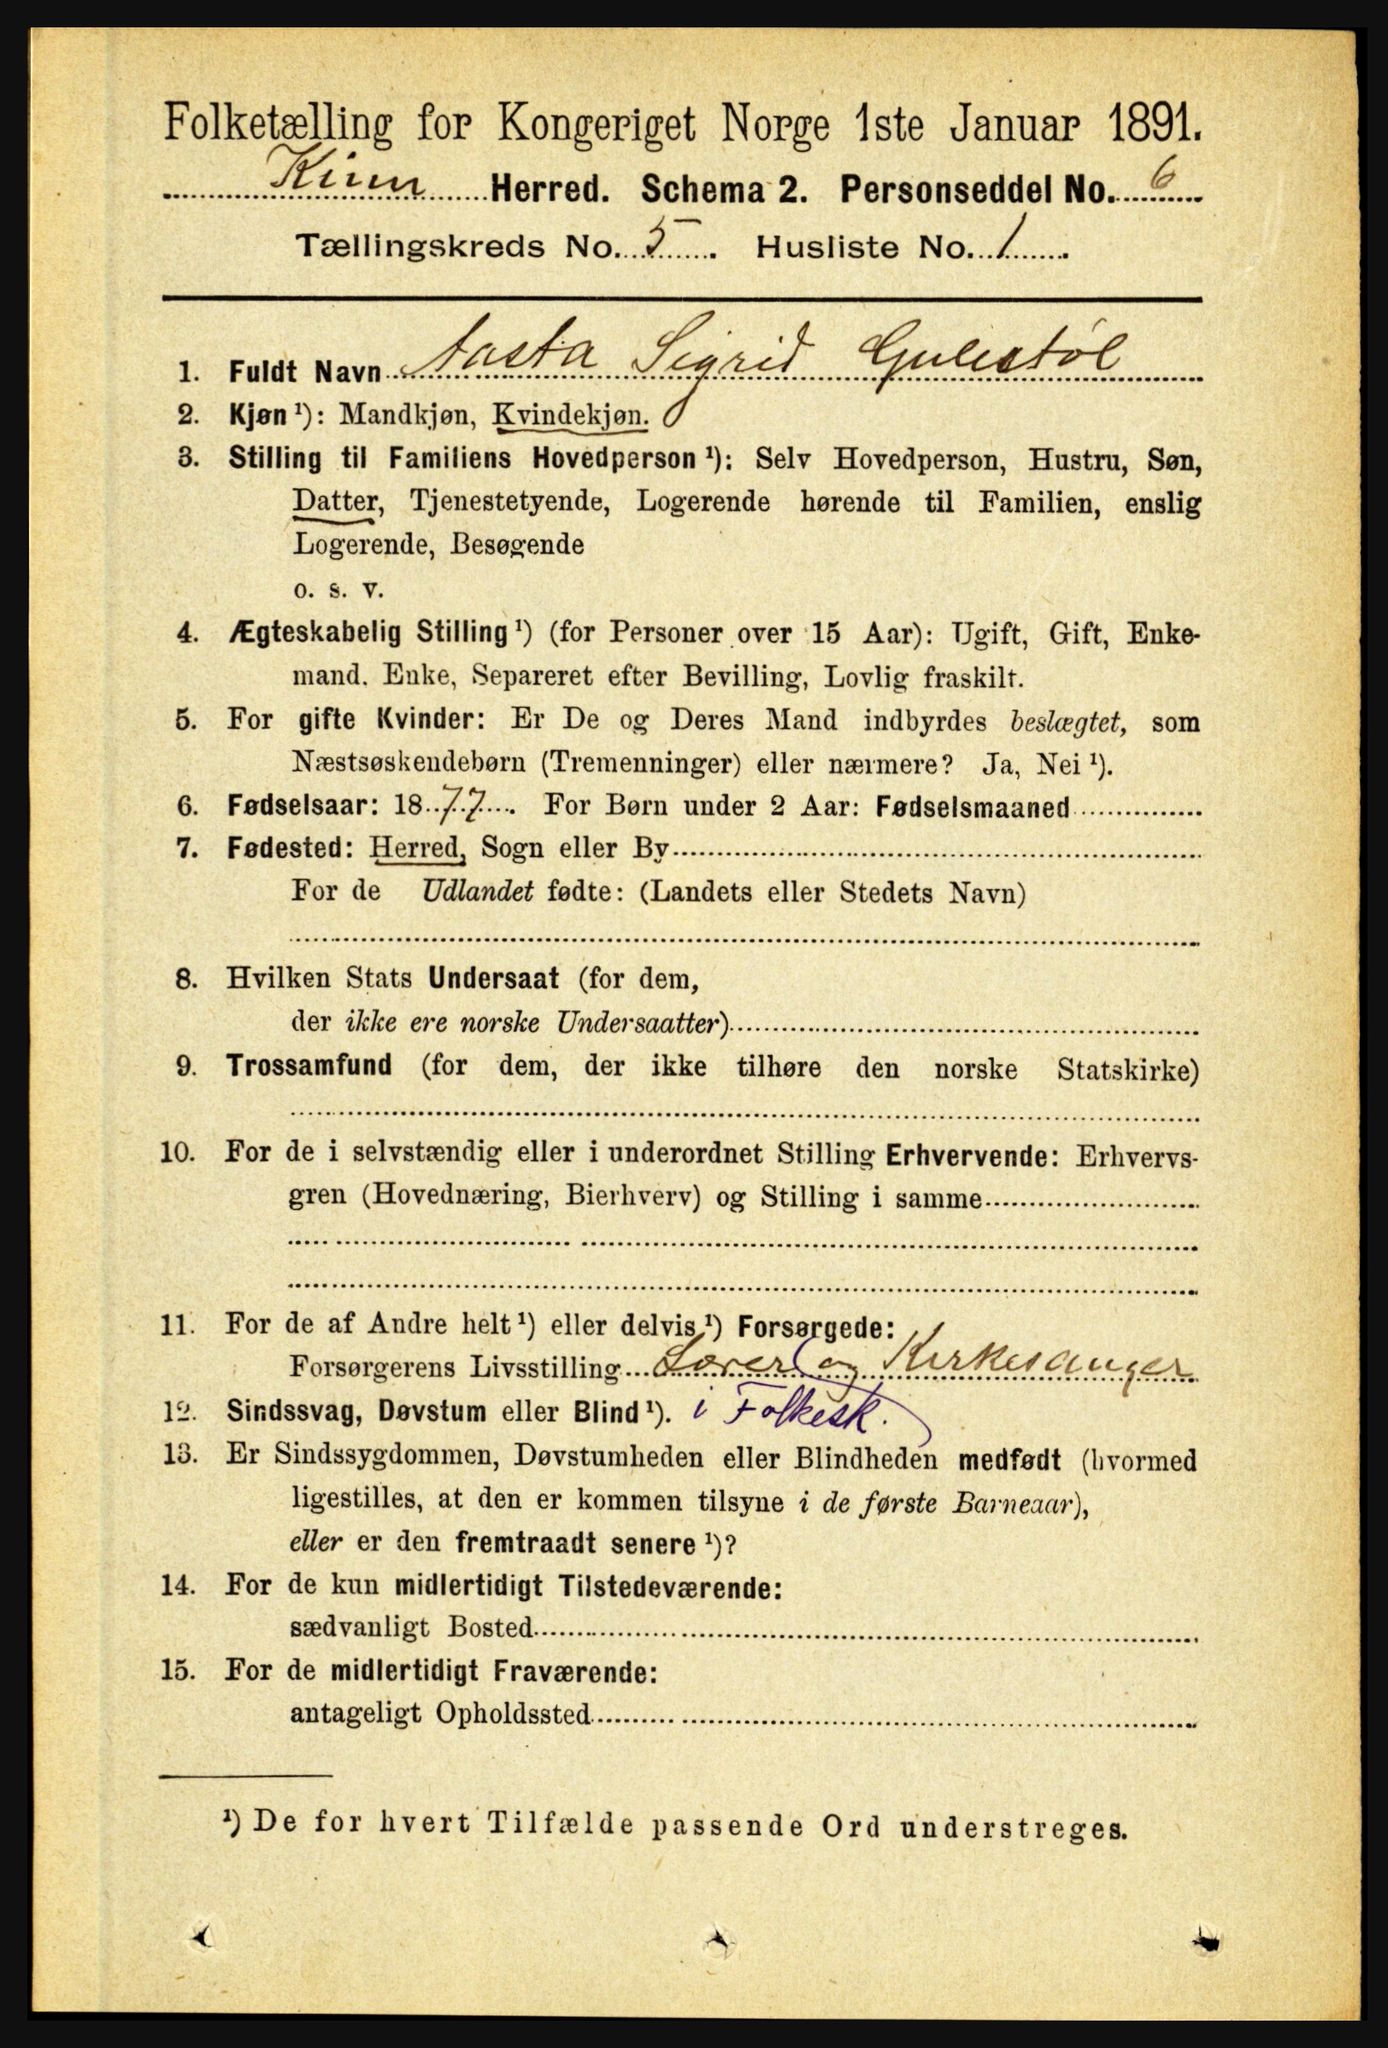 Folketælling for Kongeriget Norge 1ste Januar 1891.
Kinn Herred. Schema 2. Personseddel No. 6
Tællingskreds No. 5. Husliste No. 1.
1. Fuldt Navn Aasta Sigrid Gulestøl
2. Kjøn ¹): Mandkjøn, Kvindekjøn.
3. Stilling til Familiens Hovedperson ¹): Selv Hovedperson, Hustru, Søn,
Datter, Tjenestetyende, Logerende hørende til Familien, enslig
Logerende, Besøgende
o. s. v.
4. Ægteskabelig Stilling ¹) (for Personer over 15 Aar): Ugift, Gift, Enke-
mand. Enke, Separeret efter Bevilling, Lovlig fraskilt.
5. For gifte Kvinder: Er De og Deres Mand indbyrdes beslægtet, som
Næstsøskendebørn (Tremenninger) eller nærmere? Ja, Nei ¹).
6. Fødselsaar: 1877. For Børn under 2 Aar: Fødselsmaaned
7. Fødested: Herred, Sogn eller By
For de Udlandet fødte: (Landets eller Stedets Navn)
8. Hvilken Stats Undersaat (for dem,
der ikke ere norske Undersaatter)
9. Trossamfund (for dem, der ikke tilhøre den norske Statskirke)
10. For de i selvstændig eller i underordnet Stilling Erhvervende: Erhvervs-
gren (Hovednæring, Bierhverv) og Stilling i samme
11. For de af Andre helt ¹) eller delvis ¹) Forsørgede:
Forsørgerens Livsstilling Lærer og Kirkesanger
12. Sindssvag, Døvstum eller Blind ¹). i Folkesk.
13. Er Sindssygdommen, Døvstumheden eller Blindheden medfødt (hvormed
ligestilles, at den er kommen tilsyne i de første Barneaar),
eller er den fremtraadt senere ¹)?
14. For de kun midlertidigt Tilstedeværende:
sædvanligt Bosted
15. For de midlertidigt Fraværende:
antageligt Opholdssted
¹) De for hvert Tilfælde passende Ord understreges.